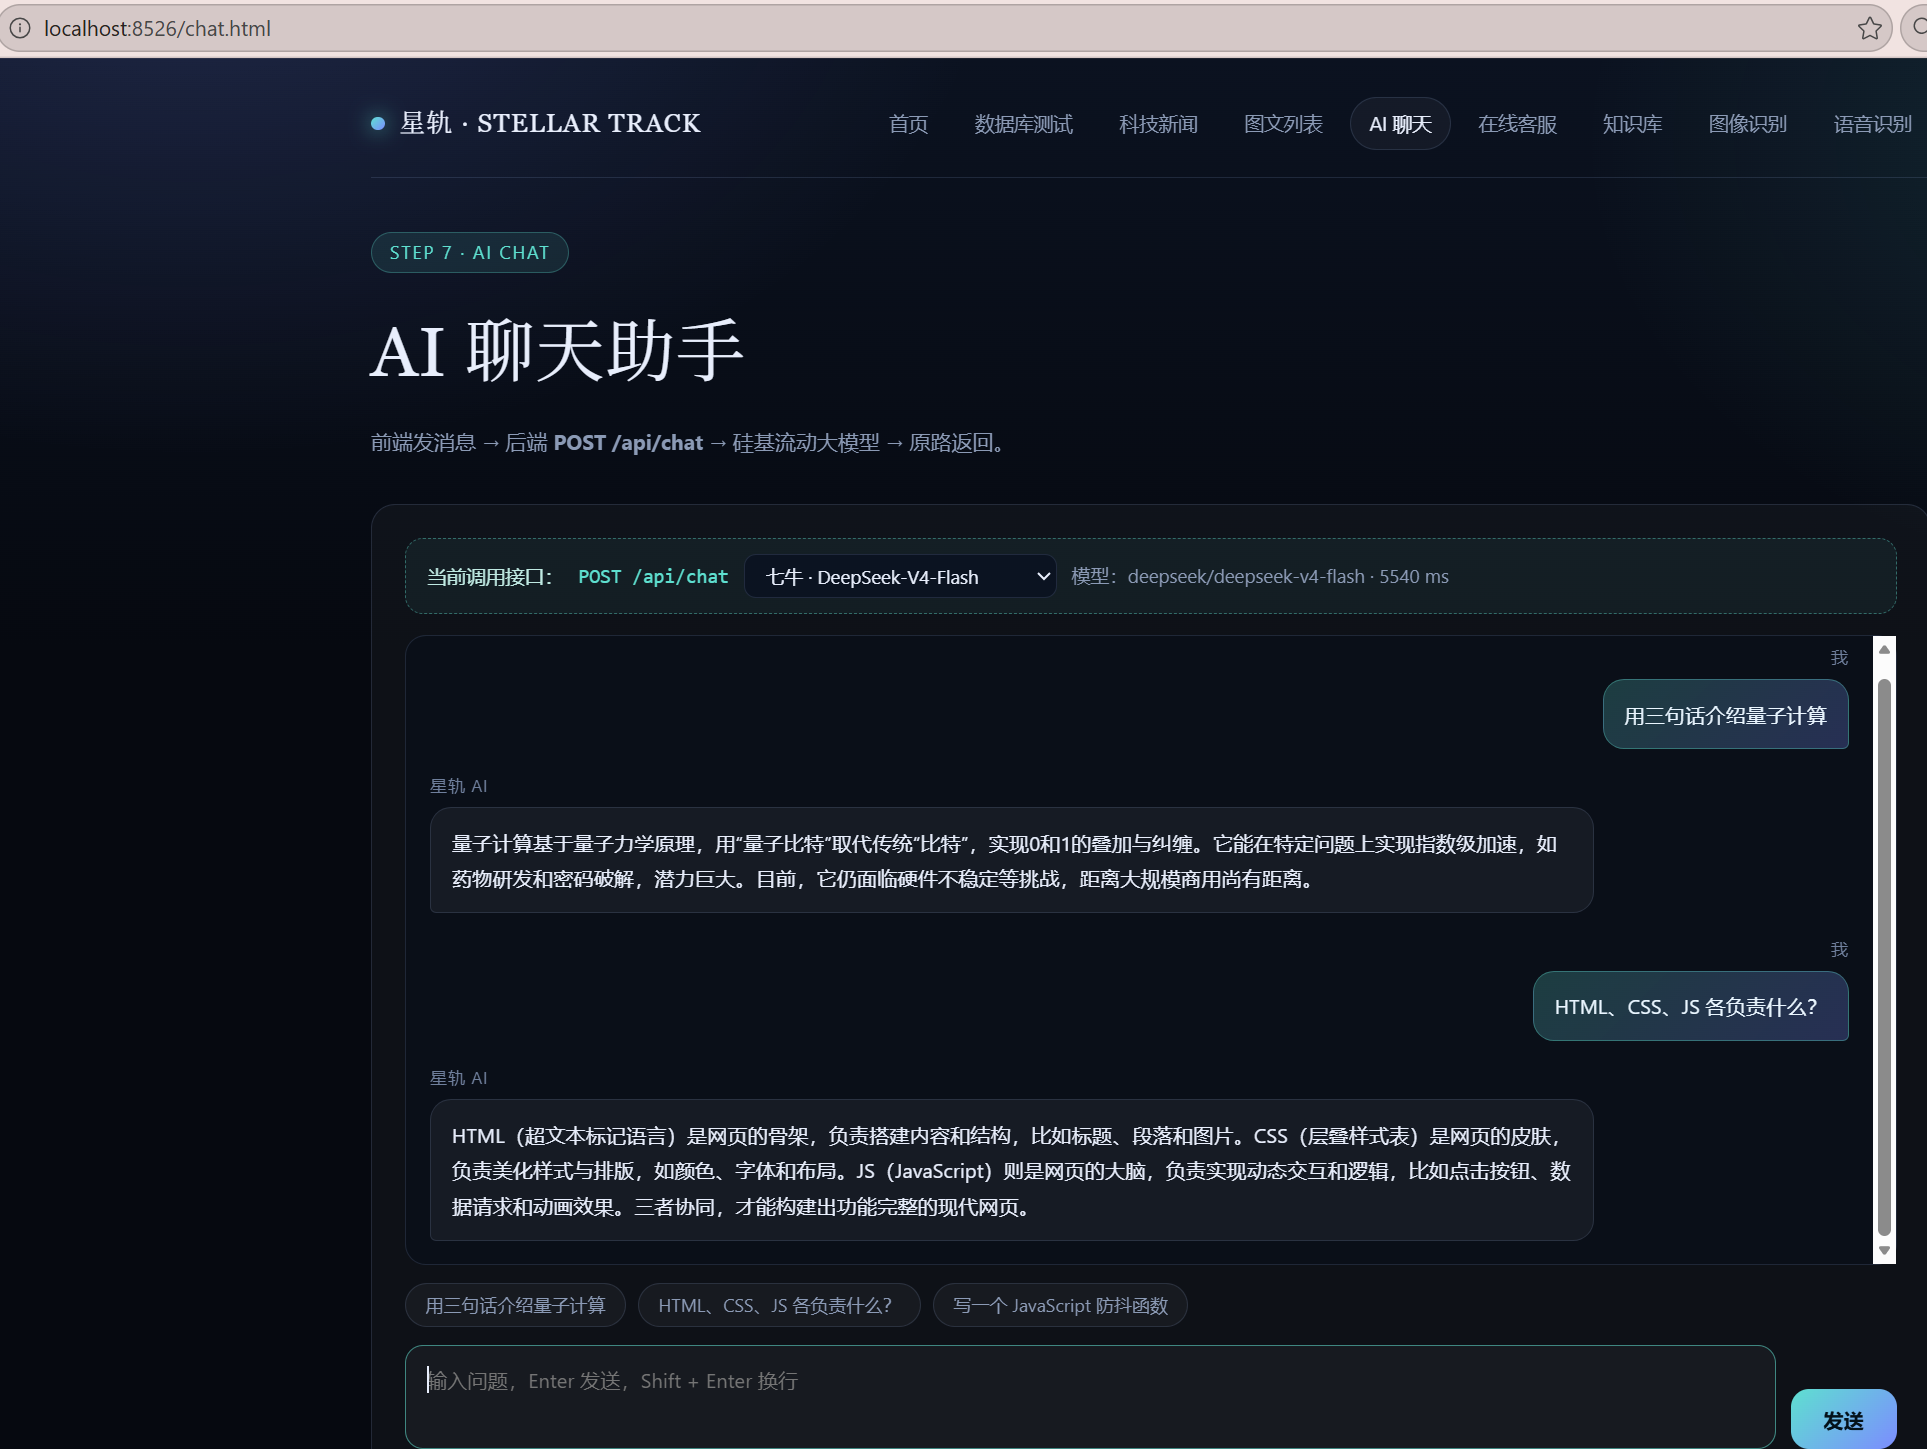 localhost:8526/chat.html
星轨 · STELLAR TRACK
首页 数据库测试 科技新闻 图文列表 AI 聊天 在线客服 知识库 图像识别 语音识别
STEP 7 · AI CHAT
AI 聊天助手
前端发消息 → 后端 POST /api/chat → 硅基流动大模型 → 原路返回。
当前调用接口： POST /api/chat 七牛 · DeepSeek-V4-Flash 模型：deepseek/deepseek-v4-flash · 5540 ms
我
用三句话介绍量子计算
星轨 AI
量子计算基于量子力学原理，用“量子比特”取代传统“比特”，实现0和1的叠加与纠缠。它能在特定问题上实现指数级加速，如
药物研发和密码破解，潜力巨大。目前，它仍面临硬件不稳定等挑战，距离大规模商用尚有距离。
我
HTML、CSS、JS 各负责什么？
星轨 AI
HTML（超文本标记语言）是网页的骨架，负责搭建内容和结构，比如标题、段落和图片。CSS（层叠样式表）是网页的皮肤，
负责美化样式与排版，如颜色、字体和布局。JS（JavaScript）则是网页的大脑，负责实现动态交互和逻辑，比如点击按钮、数
据请求和动画效果。三者协同，才能构建出功能完整的现代网页。
用三句话介绍量子计算 HTML、CSS、JS 各负责什么？ 写一个 JavaScript 防抖函数
输入问题，Enter 发送，Shift + Enter 换行
发送